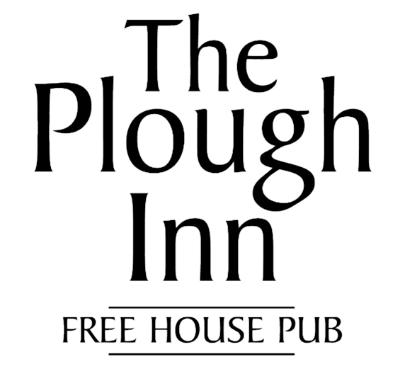 The
Plough
Inn
FREE HOUSE PUB